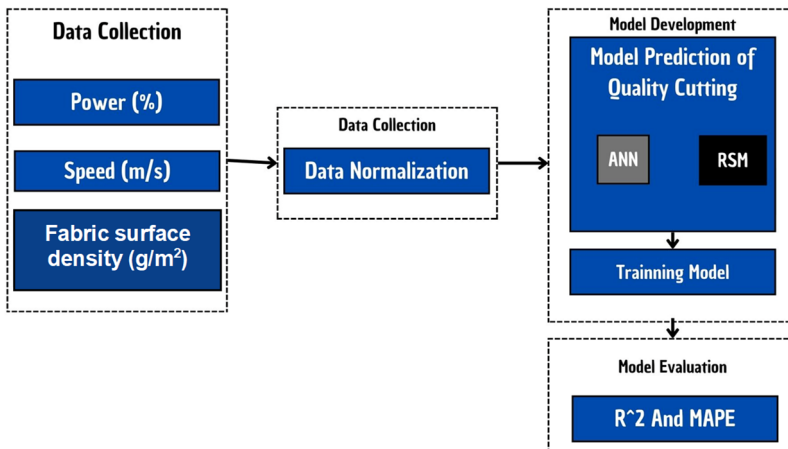 Data Collection
Power (%)
Speed (m/s)
Fabric surface
density (g/m²)
Data Collection
Data Normalization
Model Development
Model Prediction of
Quality Cutting
ANN
RSM
Trainning Model
Model Evaluation
R^2 And MAPE